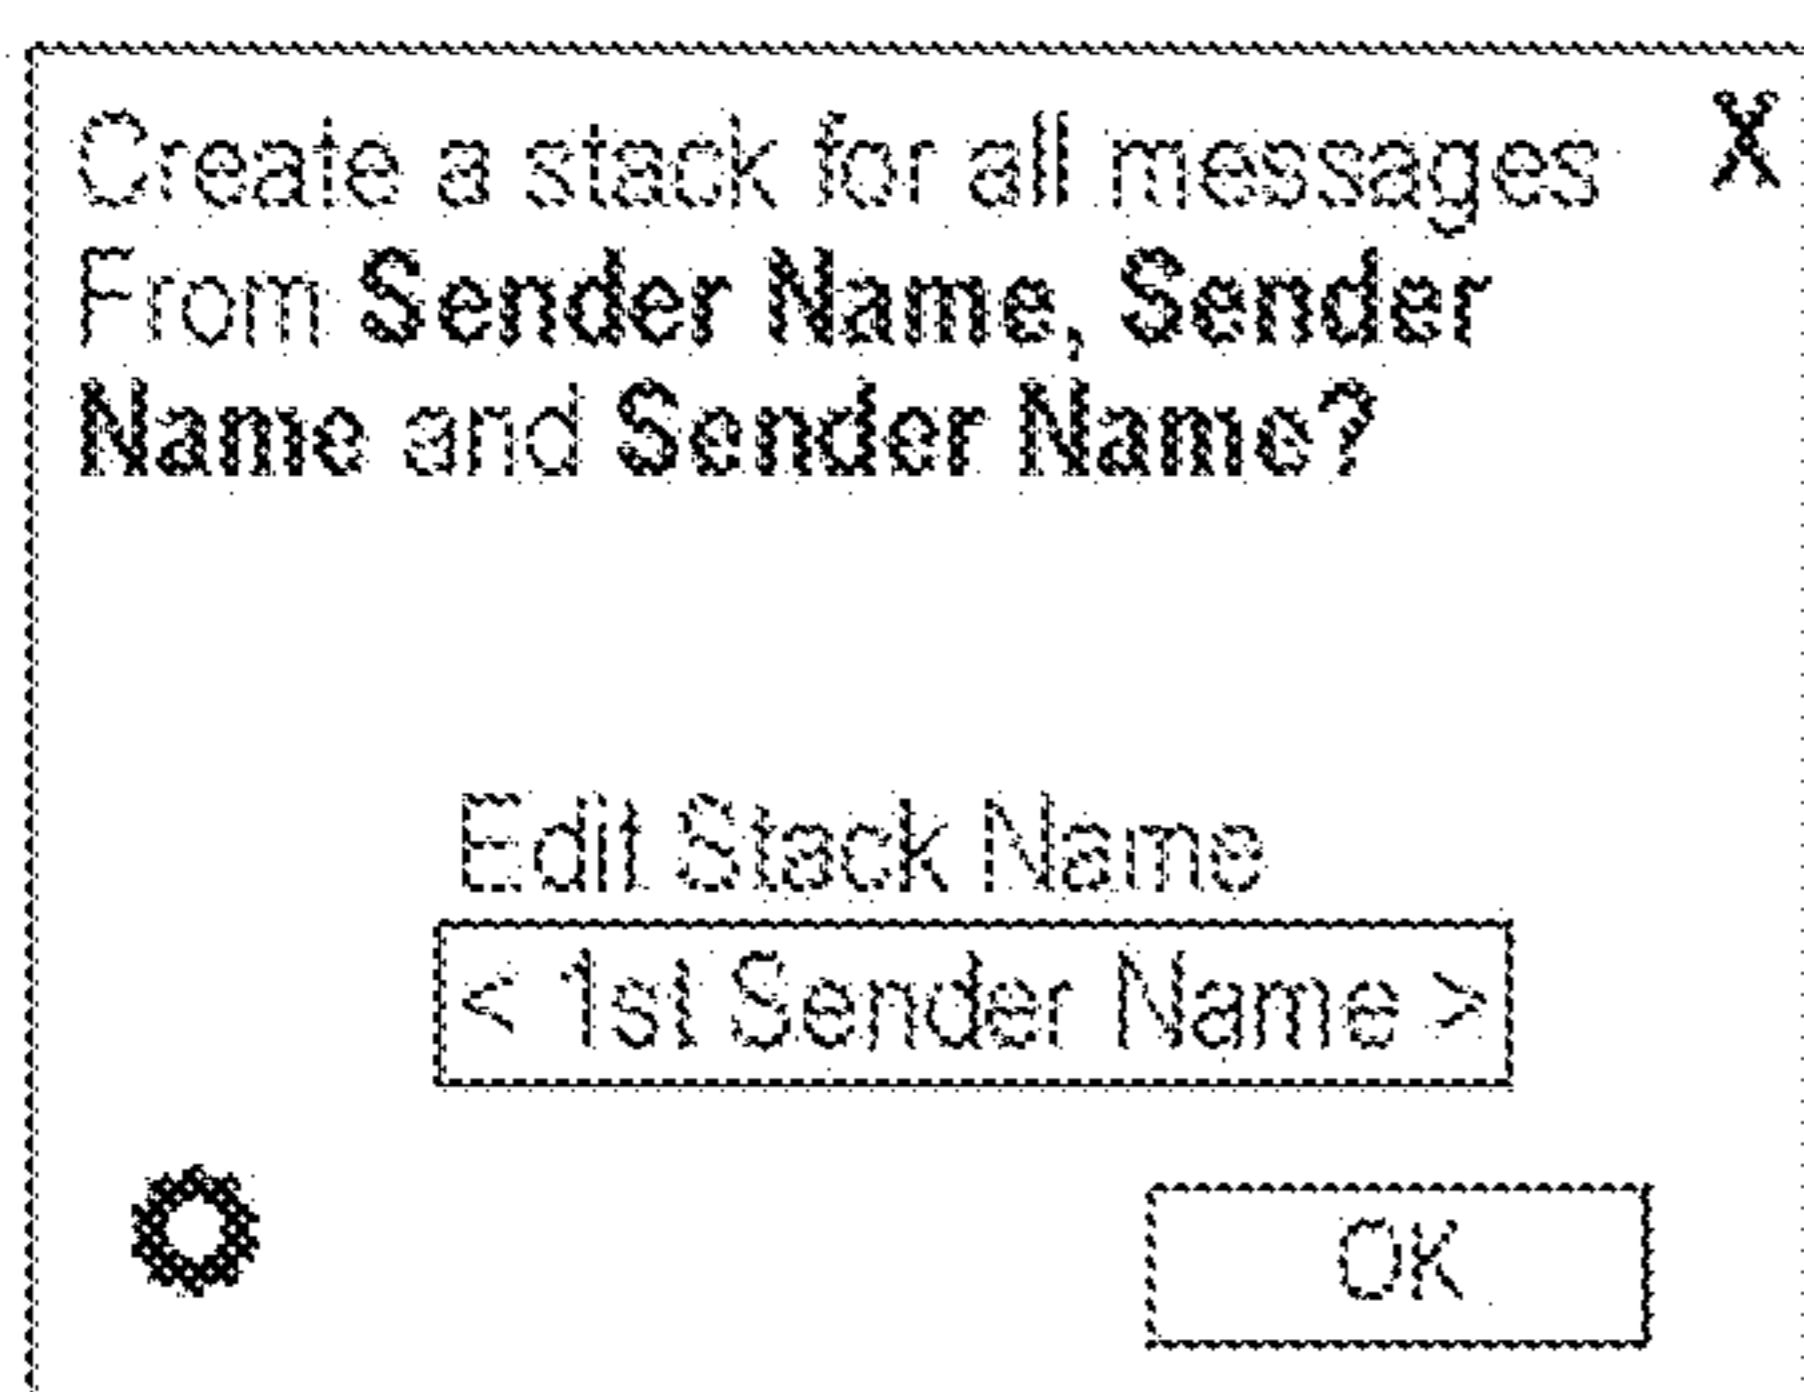 Create a stack for all messages X
From Sender Name, Sender
Name and Sender Name?
Edit Stack Name
< 1st Sender Name >
OK